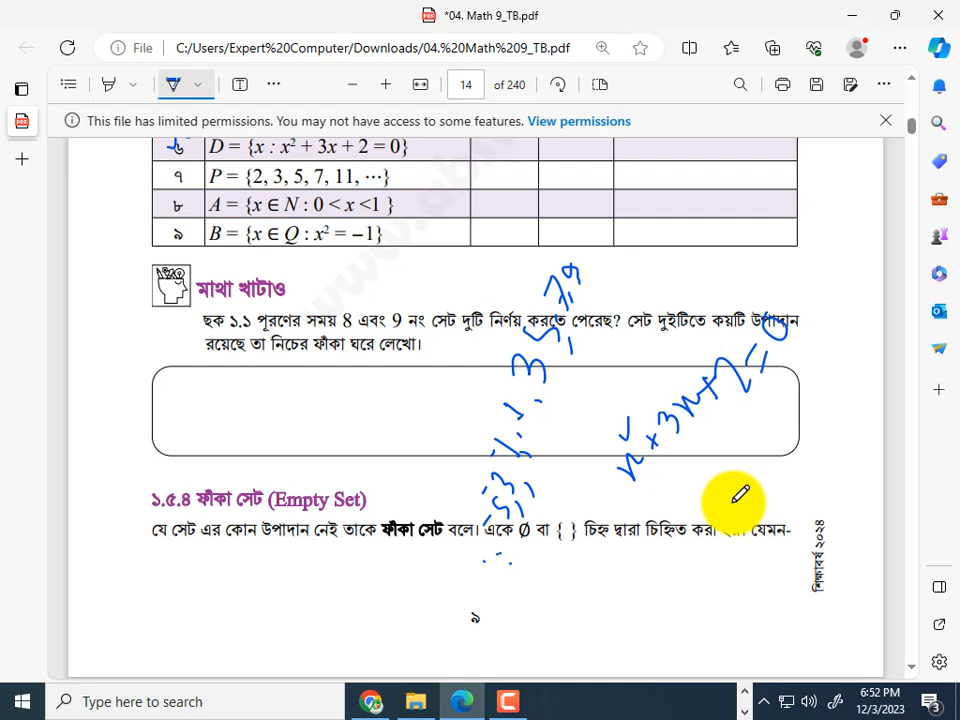 *04. Math 9_TB.pdf
File
C:/Users/Expert%20Computer/Downloads/04.%20Math%209_TB.pdf
14 of 240
This file has limited permissions. You may not have access to some features. View permissions
৬ D = {x : x² + 3x + 2 = 0}
৭ P = {2, 3, 5, 7, 11, ⋯}
৮ A = {x ∈ N : 0 < x <1 }
৯ B = {x ∈ Q : x² = −1}
মাথা খাটাও
ছক ১.১ পূরণের সময় 8 এবং 9 নং সেট দুটি নির্ণয় করতে পেরেছ? সেট দুইটিতে কয়টি উপাদান
রয়েছে তা নিচের ফাঁকা ঘরে লেখো।
১.৫.৪ ফাঁকা সেট (Empty Set)
যে সেট এর কোন উপাদান নেই তাকে ফাঁকা সেট বলে। একে ∅ বা { } চিহ্ন দ্বারা চিহ্নিত করা যেমন-
শিক্ষাবর্ষ ২০২৪
৯
Type here to search
6:52 PM
12/3/2023
3